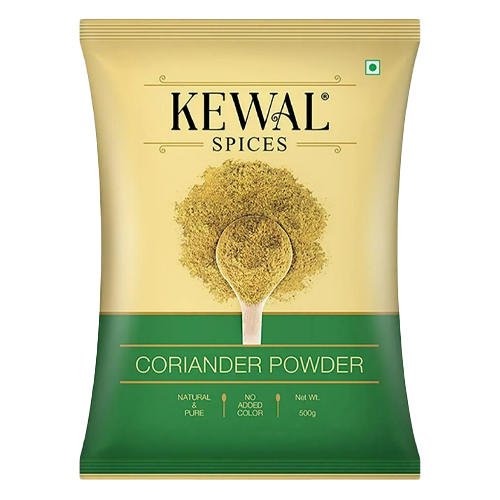 KEWAL®
SPICES
CORIANDER POWDER
NATURAL
&
PURE
NO
ADDED
COLOR
Net Wt.
500g